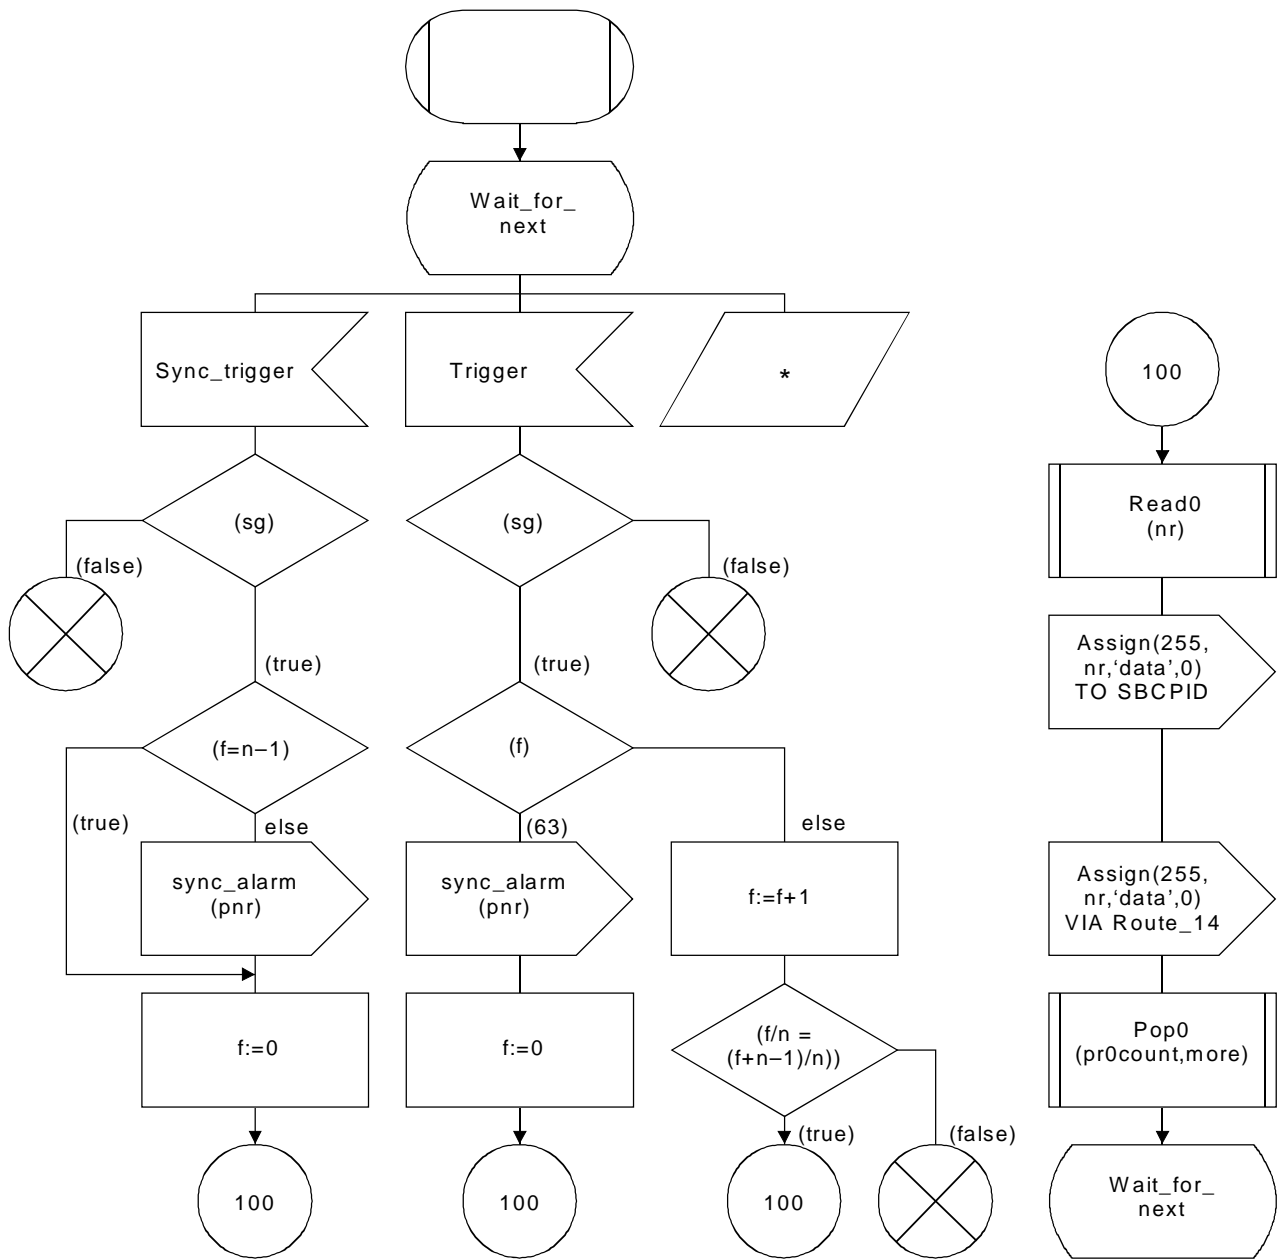 Wait_for_
next
Sync_trigger
Trigger
*
100
(sg)
(sg)
Read0
(nr)
(false)
(false)
(true)
(true)
Assign(255,
nr,‘data’,0)
TO SBCPID
(f=n–1)
(f)
(true)
else
(63)
else
sync_alarm
(pnr)
sync_alarm
(pnr)
f:=f+1
Assign(255,
nr,‘data’,0)
VIA Route_14
f:=0
f:=0
(f/n =
(f+n–1)/n))
Pop0
(pr0count,more)
(true)
(false)
100
100
100
Wait_for_
next